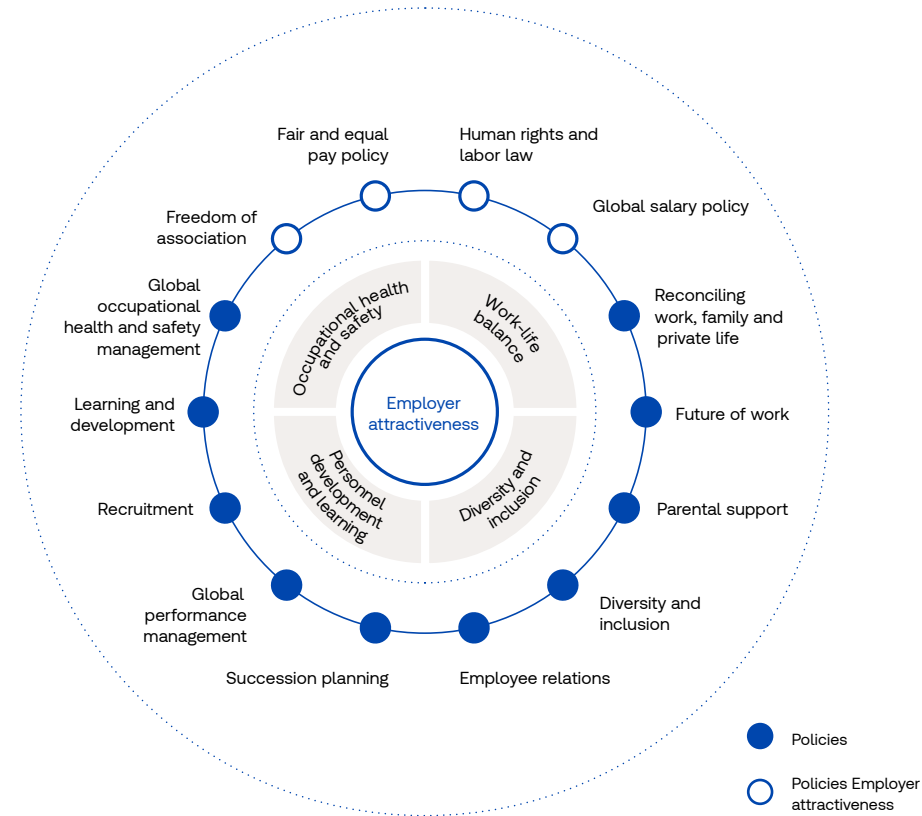 Fair and equal
pay policy
Human rights and
labor law
Freedom of
association
Global salary policy
Global
occupational
health and safety
management
Occupational health
and safety
Work-life
balance
Reconciling
work, family and
private life
Learning and
development
Employer
attractiveness
Future of work
Personnel
development
and learning
Diversity and
inclusion
Recruitment
Parental support
Global
performance
management
Diversity and
inclusion
Succession planning
Employee relations
Policies
Policies Employer
attractiveness